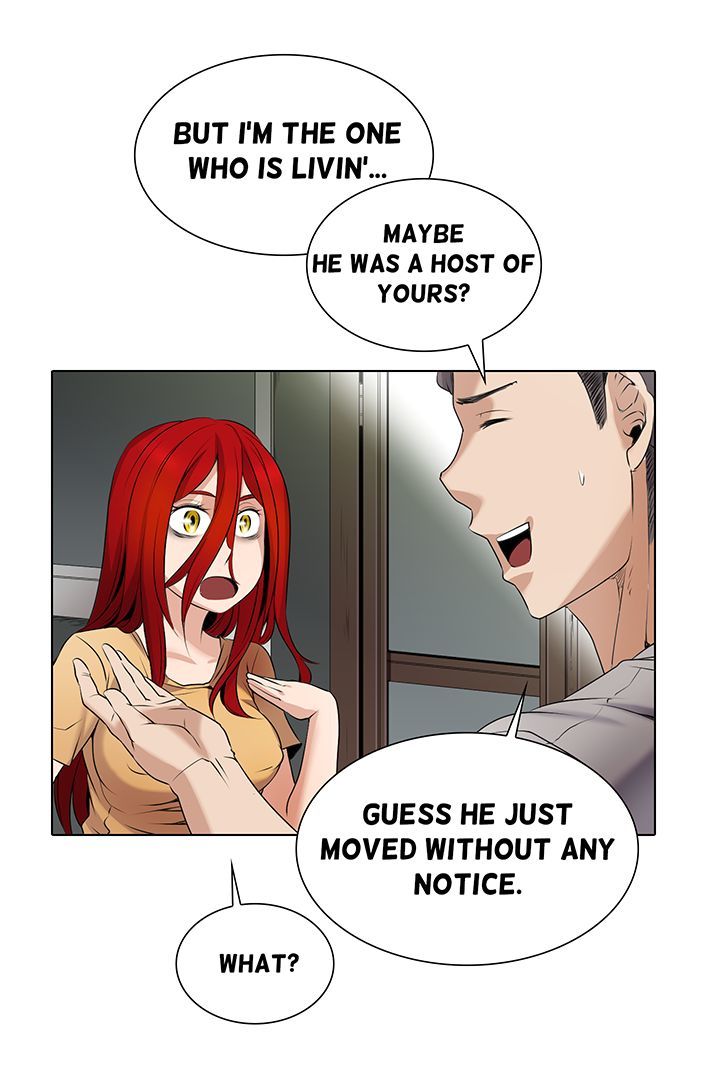 BUT I'M THE ONE
WHO IS LIVIN'...
MAYBE
HE WAS A HOST OF
YOURS?
GUESS HE JUST
MOVED WITHOUT ANY
NOTICE.
WHAT?